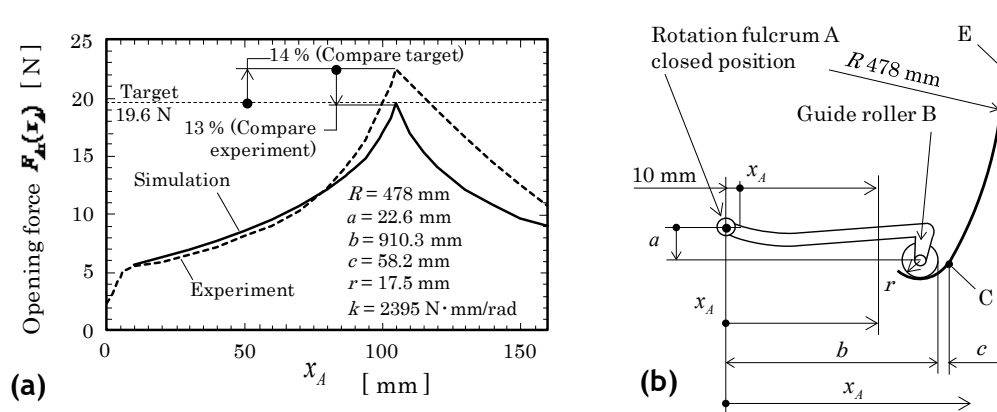 25
20
15
10
5
0
0
50
100
150
Opening force [ N ]
x_A [ mm ]
14 % (Compare target)
Target
19.6 N
13 % (Compare
experiment)
Simulation
Experiment
R = 478 mm
a = 22.6 mm
b = 910.3 mm
c = 58.2 mm
r = 17.5 mm
k = 2395 N·mm/rad
(a)
Rotation fulcrum A
closed position
E
R 478 mm
Guide roller B
10 mm
x_A
a
r
C
x_A
b
c
x_A
(b)